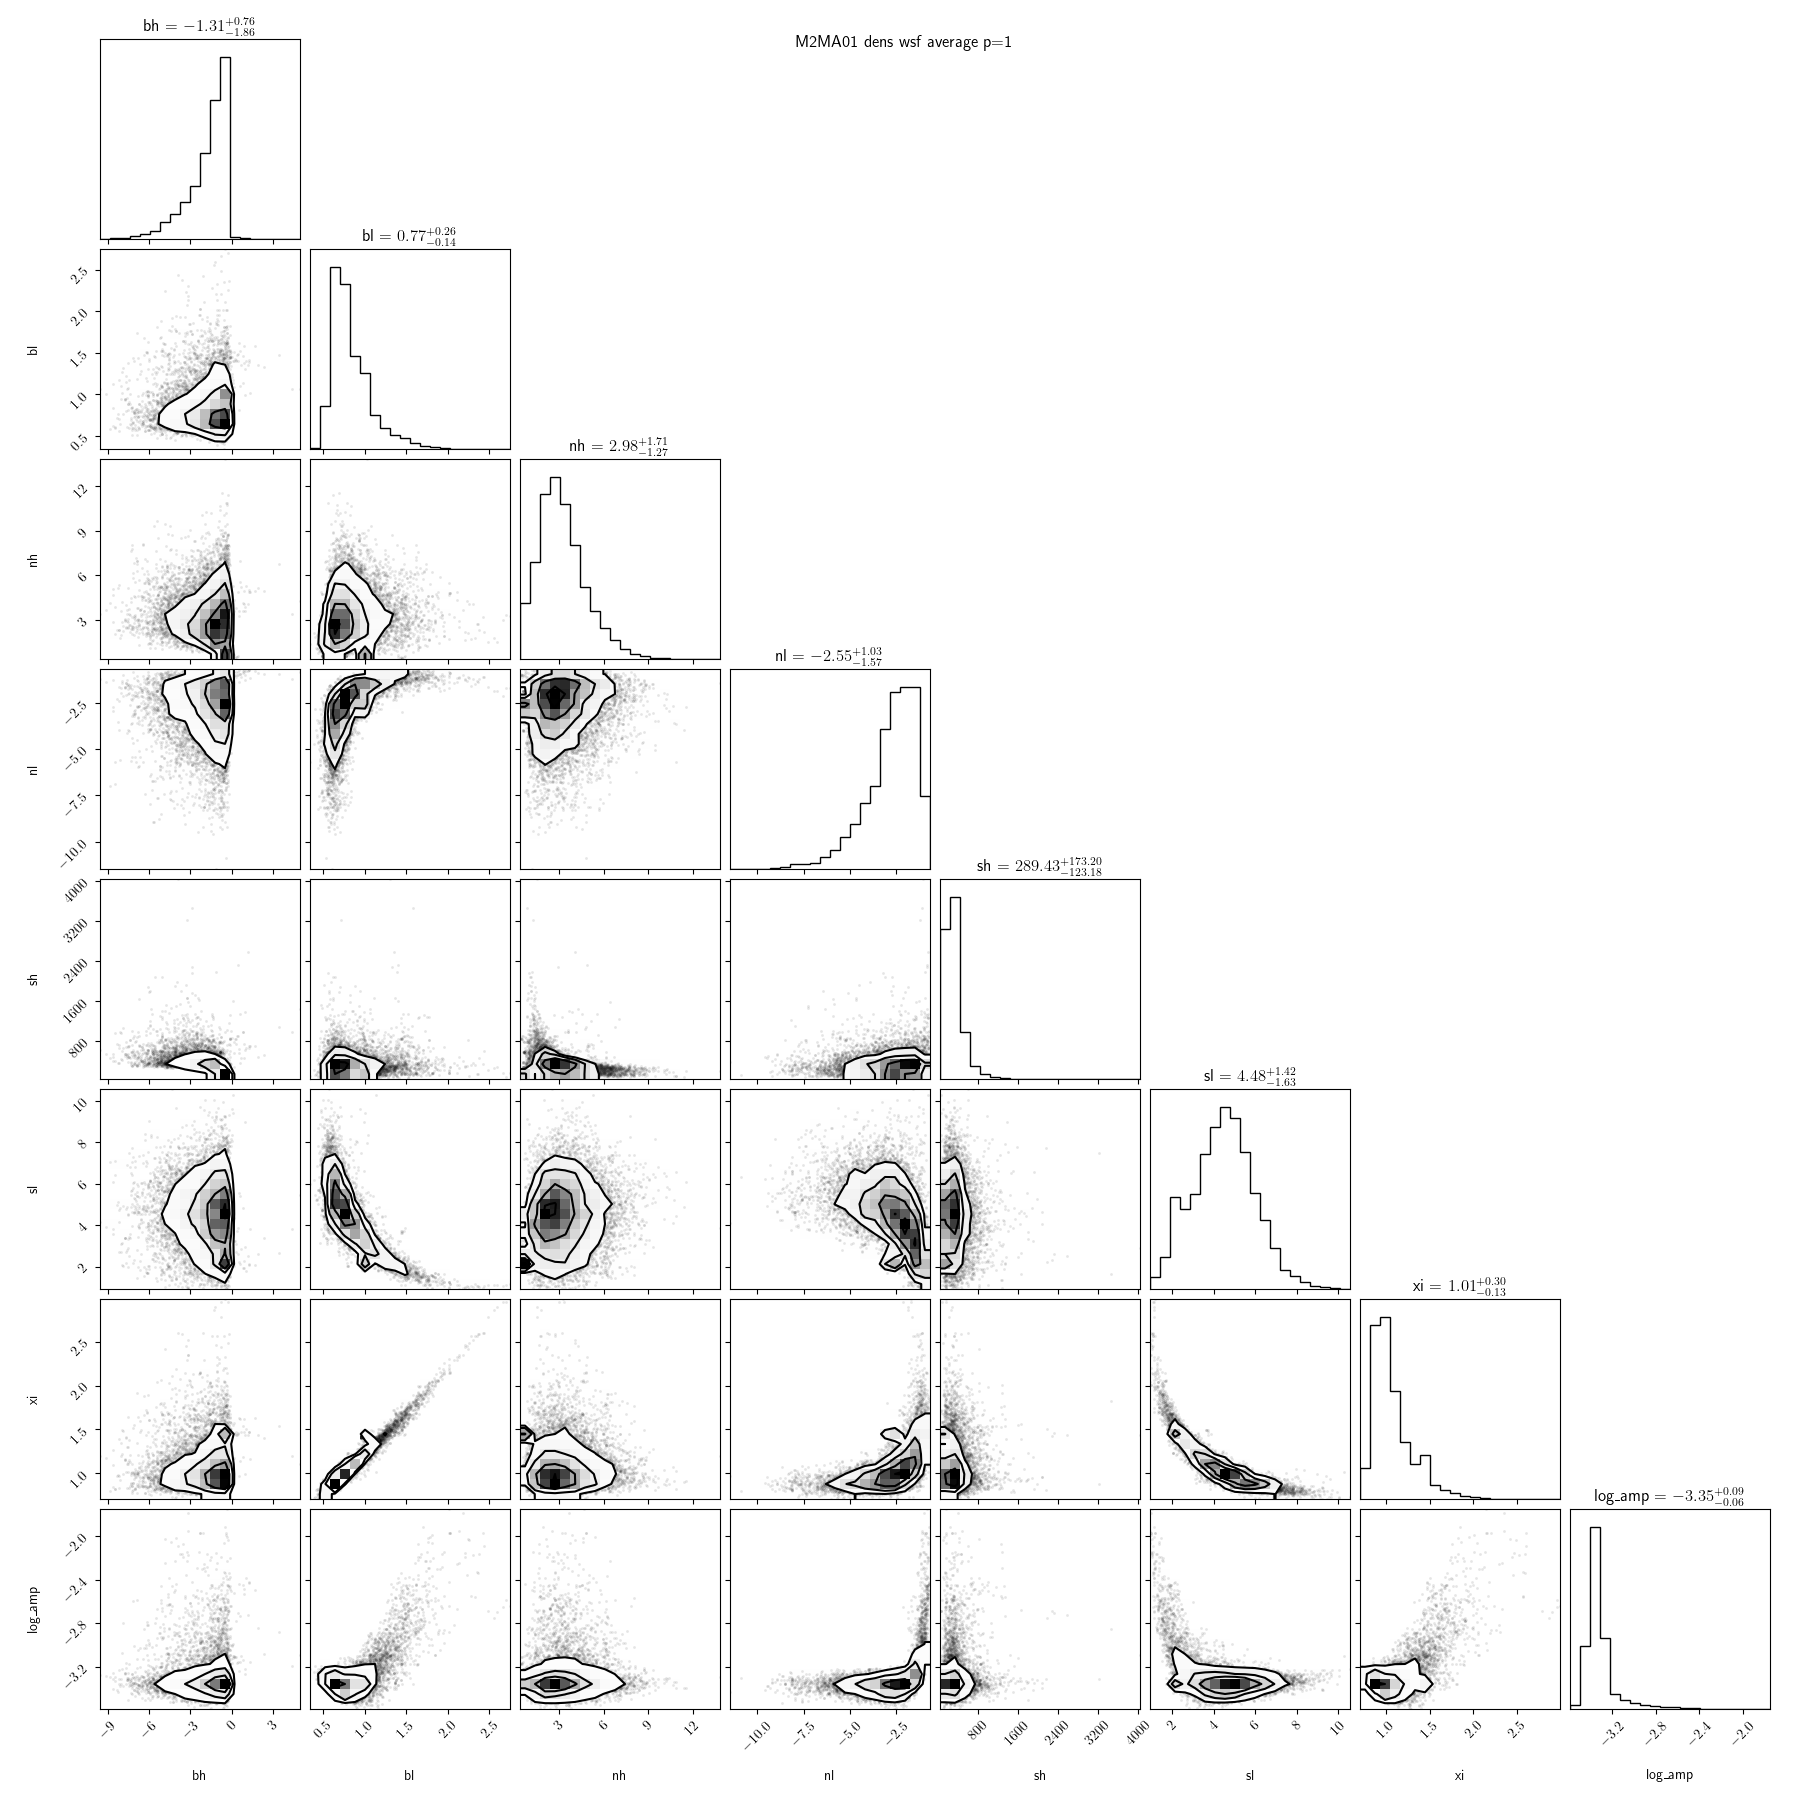 bh = −1.31+0.76−1.86
M2MA01 dens wsf average p=1
bl = 0.77+0.26−0.14
bl
2.5
2.0
1.5
1.0
0.5
nh = 2.98+1.71−1.27
nh
12
9
6
3
nl = −2.55+1.03−1.57
nl
−2.5
−5.0
−7.5
−10.0
sh = 289.43+173.20−123.18
sh
4000
3200
2400
1600
800
sl = 4.48+1.42−1.63
sl
10
8
6
4
2
xi = 1.01+0.30−0.13
xi
2.5
2.0
1.5
1.0
log_amp = −3.35+0.09−0.06
log_amp
−2.0
−2.4
−2.8
−3.2
−9 −6 −3 0 3 0.5 1.0 1.5 2.0 2.5 3 6 9 12 −10.0 −7.5 −5.0 −2.5 800 1600 2400 3200 4000 2 4 6 8 10 1.0 1.5 2.0 2.5 −3.2 −2.8 −2.4 −2.0
bh bl nh nl sh sl xi log_amp